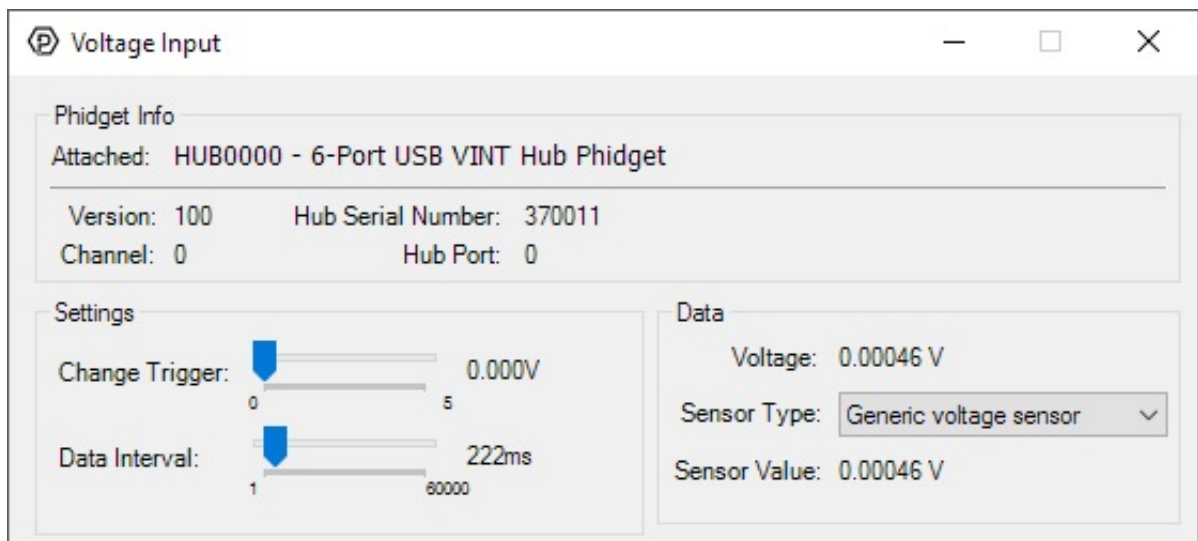 Voltage Input
Phidget Info
Attached: HUB0000 - 6-Port USB VINT Hub Phidget
Version: 100 Hub Serial Number: 370011
Channel: 0 Hub Port: 0
Settings
Change Trigger: 0.000V
0 5
Data Interval: 222ms
1 60000
Data
Voltage: 0.00046 V
Sensor Type: Generic voltage sensor
Sensor Value: 0.00046 V